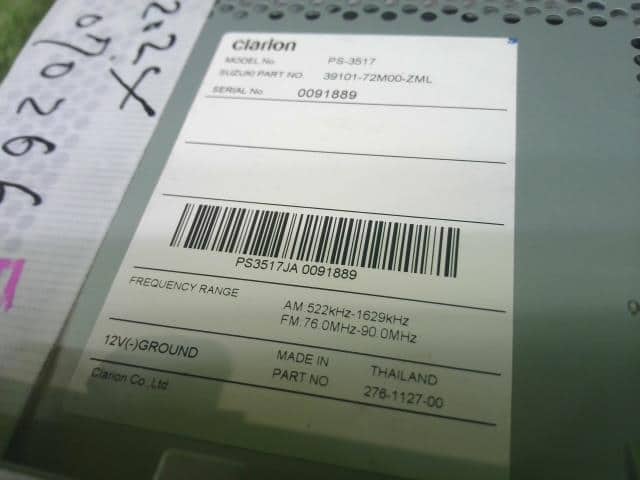 clarion
MODEL No. PS-3517
SUZUKI PART NO. 39101-72M00-ZML
SERIAL No. 0091889
PS3517JA 0091889
FREQUENCY RANGE
AM:522kHz-1629kHz
FM:76.0MHz-90.0MHz
12V(-)GROUND
MADE IN THAILAND
PART NO 276-1127-00
Clarion Co.,Ltd
070266